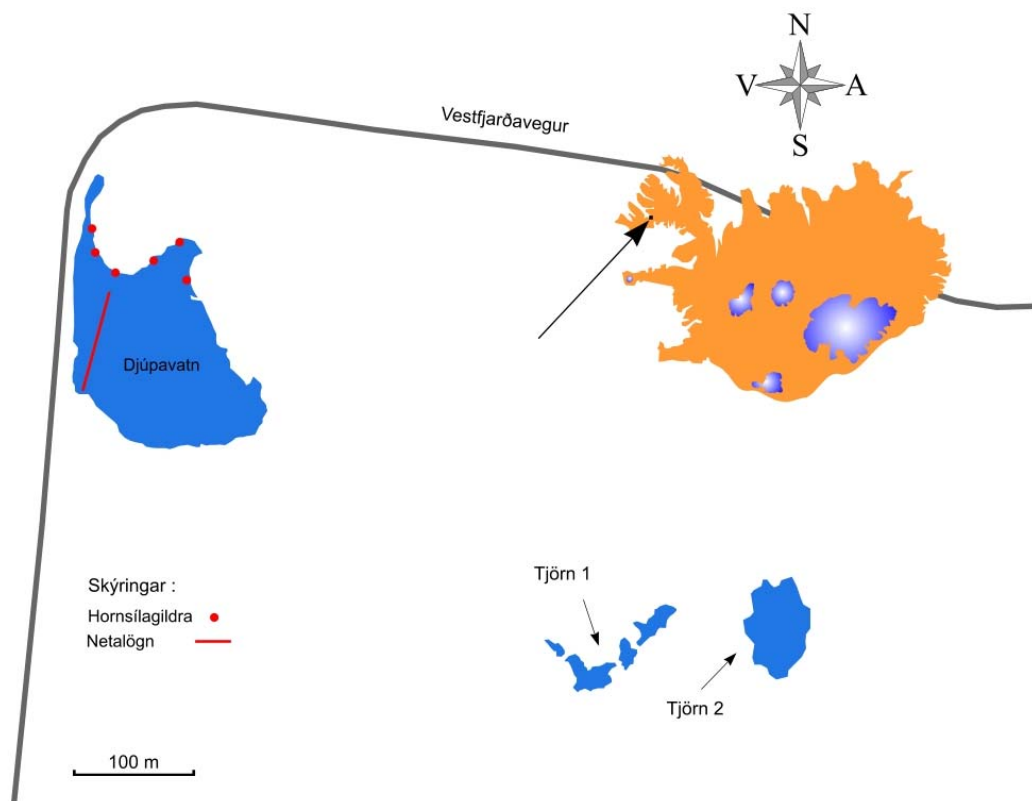 N
V
A
S
Vestfjarðavegur
Djúpavatn
Tjörn 1
Tjörn 2
Skýringar :
Hornsílagildra
Netalögn
100 m